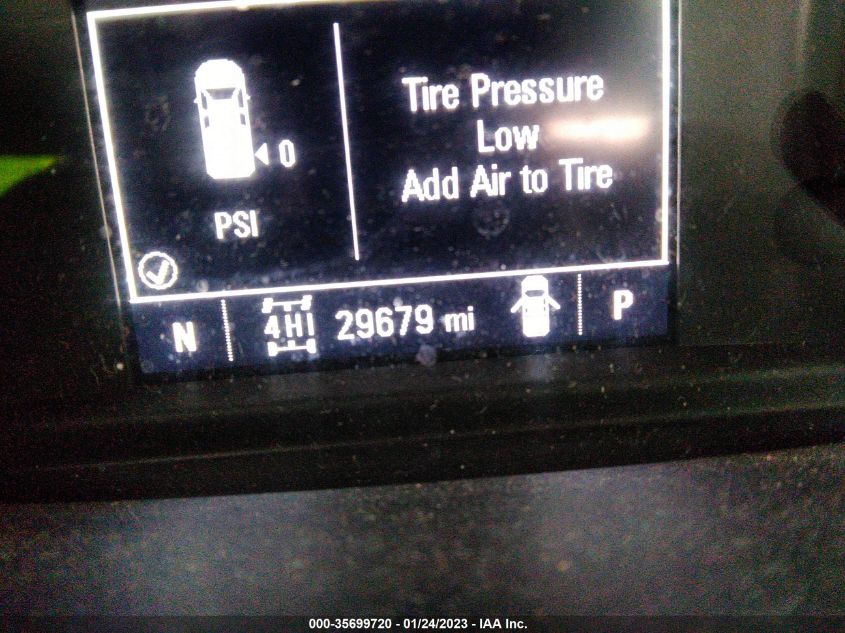 Tire Pressure
Low
Add Air to Tire
0
PSI
N 4HI 29679 mi P
000-35699720 - 01/24/2023 - IAA Inc.